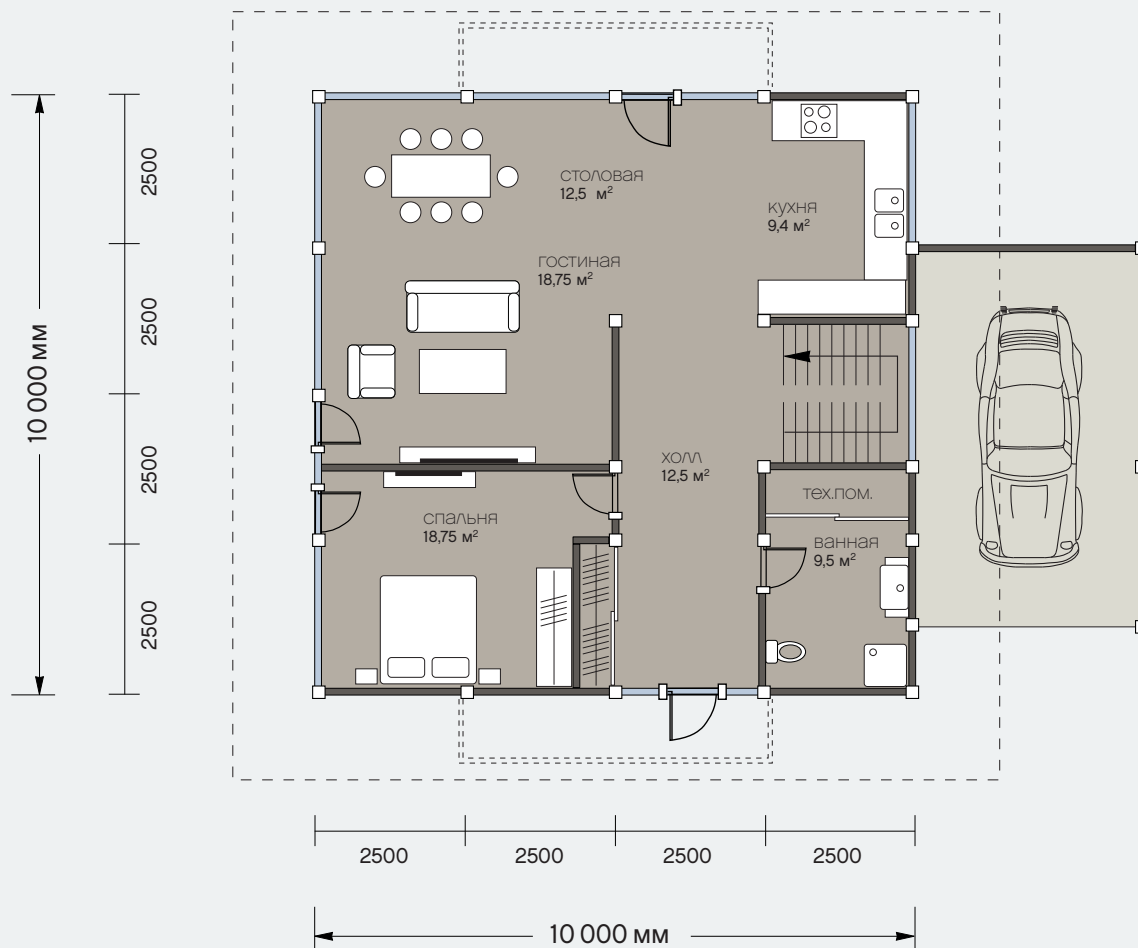 2500
2500
2500
2500
10 000 мм
столовая
12,5 м²
кухня
9,4 м²
гостиная
18,75 м²
холл
12,5 м²
тех.пом.
спальня
18,75 м²
ванная
9,5 м²
2500
2500
2500
2500
10 000 мм